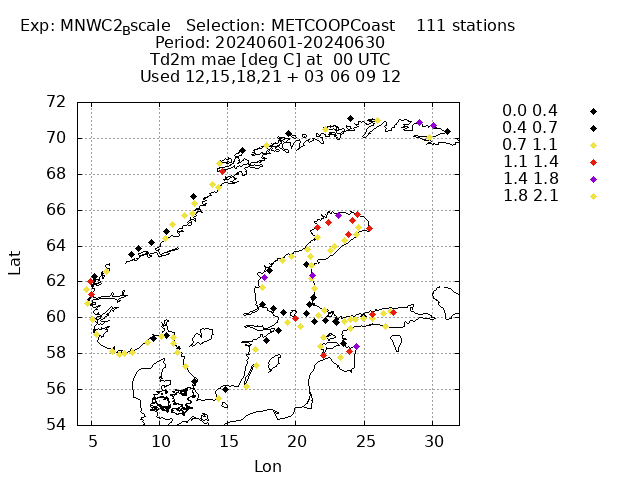 Exp: MNWC2_Bscale Selection: METCOOPCoast 111 stations
Period: 20240601-20240630
Td2m mae [deg C] at 00 UTC
Used 12,15,18,21 + 03 06 09 12
72
70
68
66
64
62
60
58
56
54
Lat
5 10 15 20 25 30
Lon
0.0 0.4
0.4 0.7
0.7 1.1
1.1 1.4
1.4 1.8
1.8 2.1